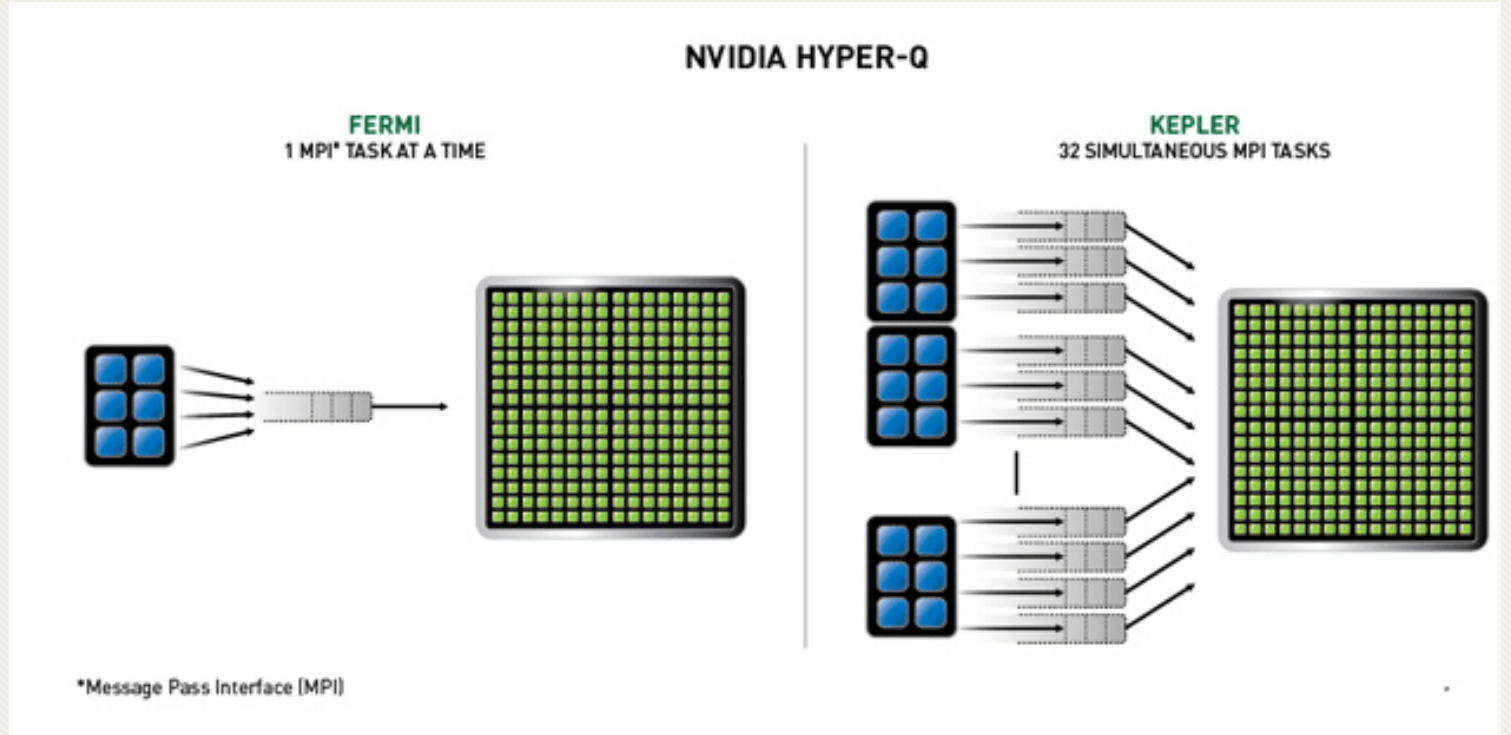 NVIDIA HYPER-Q
FERMI
1 MPI* TASK AT A TIME
KEPLER
32 SIMULTANEOUS MPI TASKS
*Message Pass Interface (MPI)